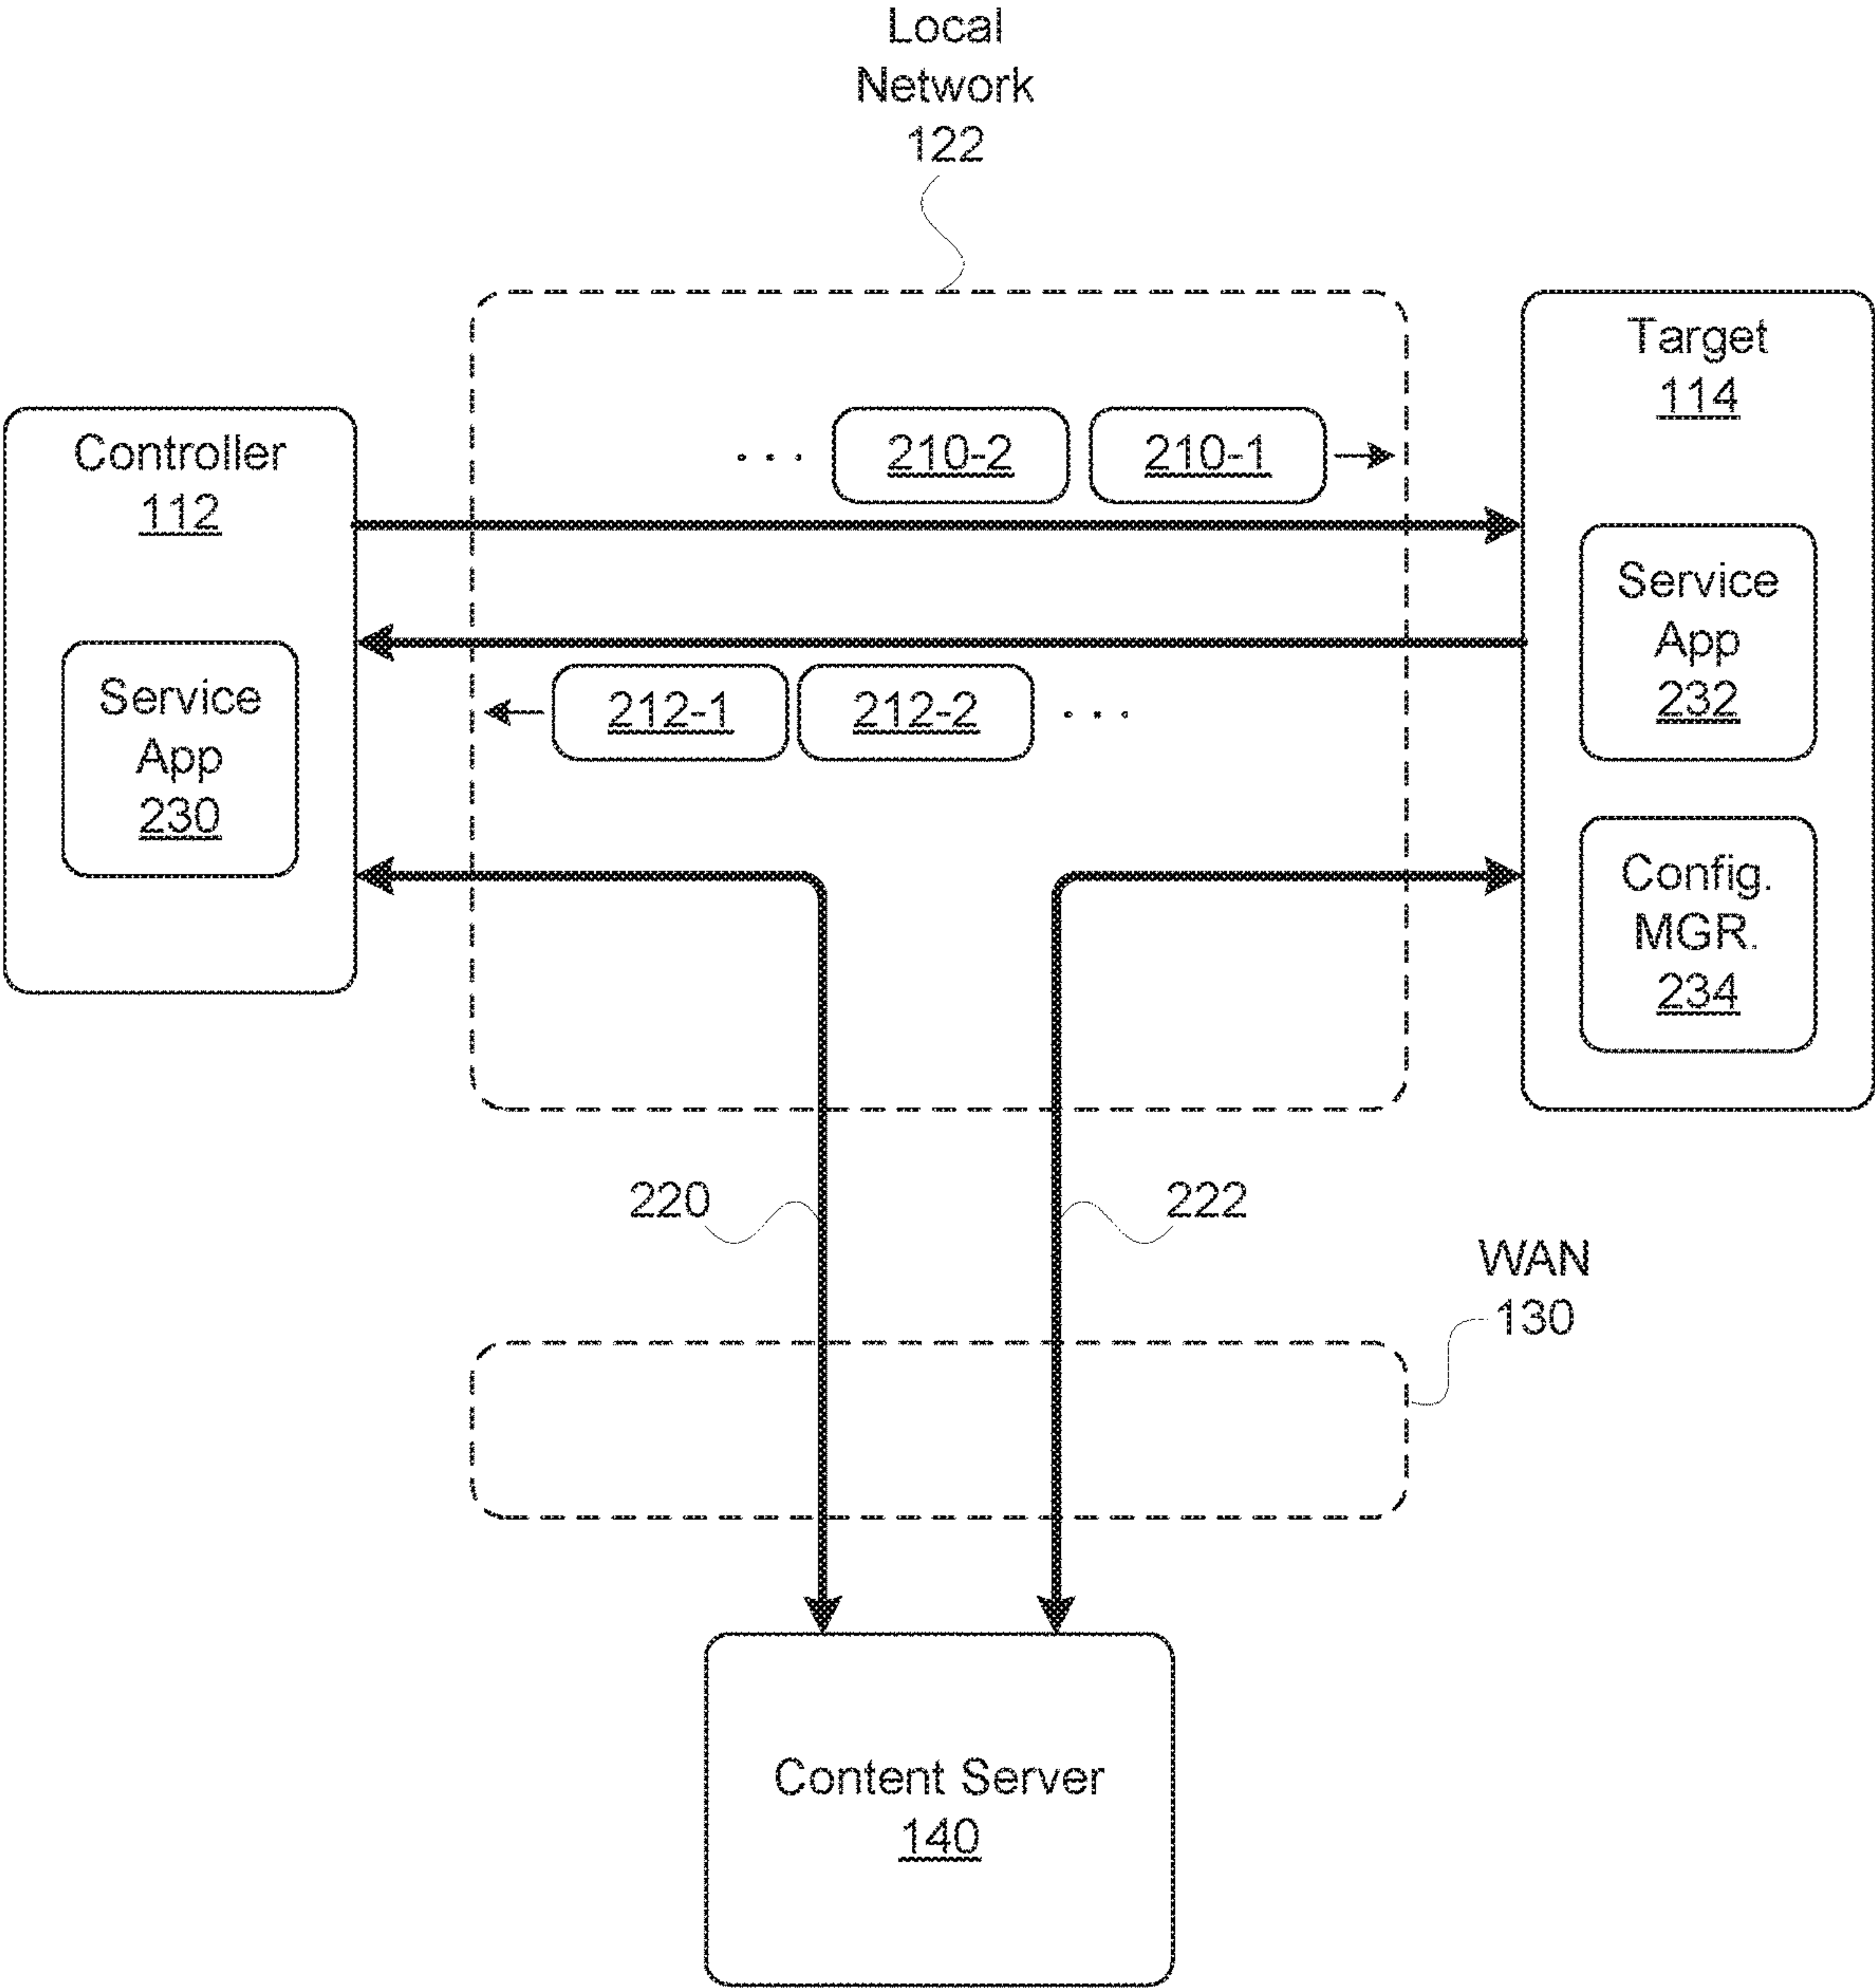 Local
Network
122
Target
114
Controller
112
. . . 210-2 210-1
Service
App
232
Service
App
230
212-1 212-2 . . .
Config.
MGR.
234
220
222
WAN
130
Content Server
140